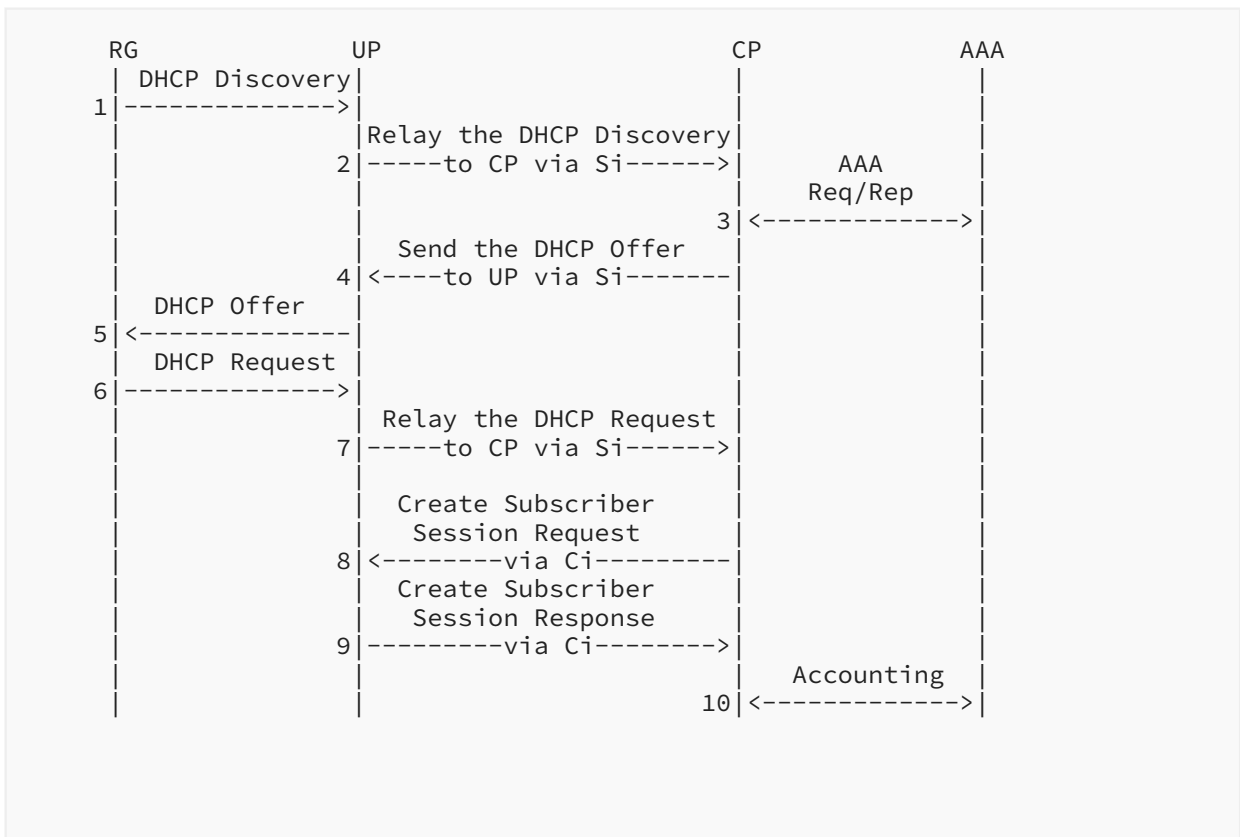 RG UP CP AAA
| DHCP Discovery| | |
1|-------------->| | |
|Relay the DHCP Discovery|
2|-----to CP via Si------>| AAA
Req/Rep
3|<------------->|
Send the DHCP Offer
4|<----to UP via Si-------|
DHCP Offer
5|<--------------|
DHCP Request
6|-------------->|
Relay the DHCP Request
7|-----to CP via Si------>|
Create Subscriber
Session Request
8|<--------via Ci---------|
Create Subscriber
Session Response
9|---------via Ci-------->|
Accounting
10|<------------->|